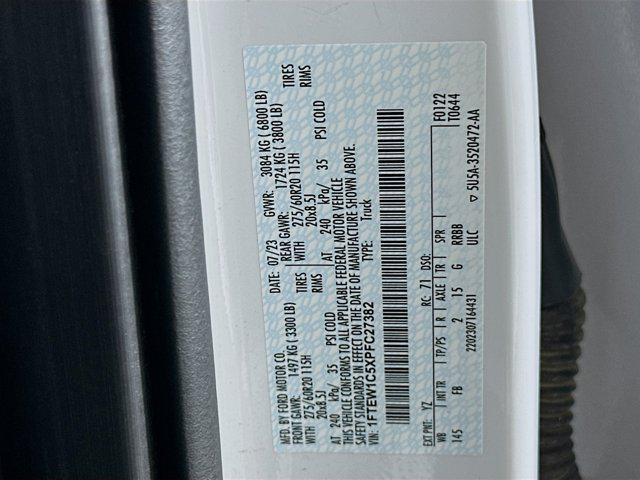 MFD BY FORD MOTOR CO.
DATE: 07/23 GVWR: 3084 KG (6800 LB)
FRONT GAWR: 1497 KG (3300 LB) REAR GAWR: 1724 KG (3800 LB)
WITH 275/60R20 115H TIRES WITH 275/60R20 115H TIRES
20x8.5J RIMS 20x8.5J RIMS
AT 240 kPa/ 35 PSI COLD AT 240 kPa/ 35 PSI COLD
THIS VEHICLE CONFORMS TO ALL APPLICABLE FEDERAL MOTOR VEHICLE
SAFETY STANDARDS IN EFFECT ON THE DATE OF MANUFACTURE SHOWN ABOVE.
VIN: 1FTEW1C5XPFC27382 TYPE: Truck
F0122
T0644
EXT PNT: YZ RC: 71 DSO:
WB INT TR TP/PS R AXLE TR SPR
145 FB 2 15 G RRBB
ULC
2202307164431
▽ 5U5A-3520472-AA